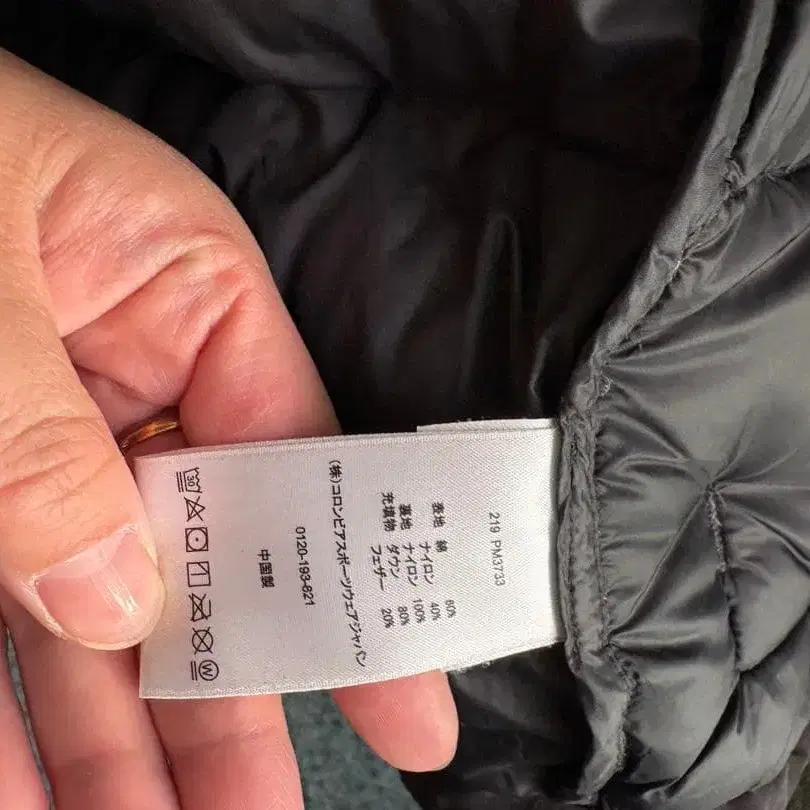 219 PM3733
表地 綿 60%
ナイロン 40%
裏地 ナイロン 100%
充填物 ダウン 80%
フェザー 20%
(株)コロンビアスポーツウェアジャパン
0120-193-821
中国製
30
W